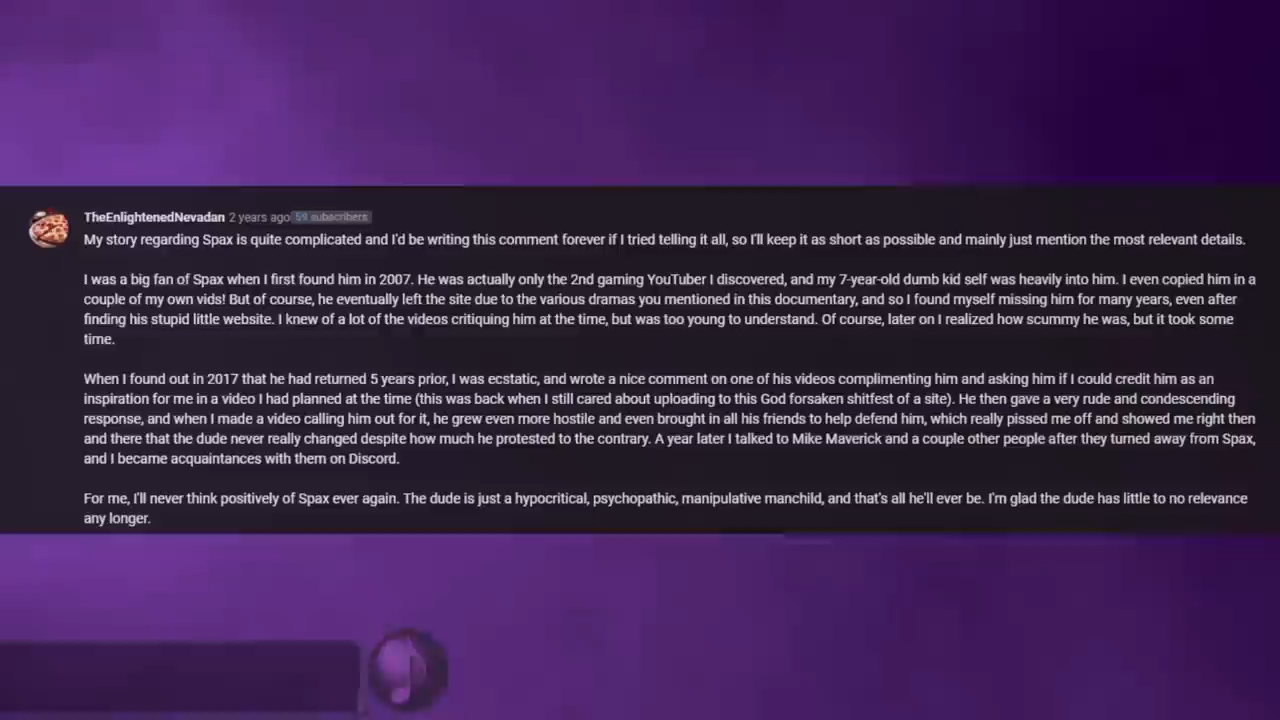 TheEnlightenedNevadan 2 years ago 59 subscribers
My story regarding Spax is quite complicated and I'd be writing this comment forever if I tried telling it all, so I'll keep it as short as possible and mainly just mention the most relevant details.
I was a big fan of Spax when I first found him in 2007. He was actually only the 2nd gaming YouTuber I discovered, and my 7-year-old dumb kid self was heavily into him. I even copied him in a
couple of my own vids! But of course, he eventually left the site due to the various dramas you mentioned in this documentary, and so I found myself missing him for many years, even after
finding his stupid little website. I knew of a lot of the videos critiquing him at the time, but was too young to understand. Of course, later on I realized how scummy he was, but it took some
time.
When I found out in 2017 that he had returned 5 years prior, I was ecstatic, and wrote a nice comment on one of his videos complimenting him and asking him if I could credit him as an
inspiration for me in a video I had planned at the time (this was back when I still cared about uploading to this God forsaken shitfest of a site). He then gave a very rude and condescending
response, and when I made a video calling him out for it, he grew even more hostile and even brought in all his friends to help defend him, which really pissed me off and showed me right then
and there that the dude never really changed despite how much he protested to the contrary. A year later I talked to Mike Maverick and a couple other people after they turned away from Spax,
and I became acquaintances with them on Discord.
For me, I'll never think positively of Spax ever again. The dude is just a hypocritical, psychopathic, manipulative manchild, and that's all he'll ever be. I'm glad the dude has little to no relevance
any longer.